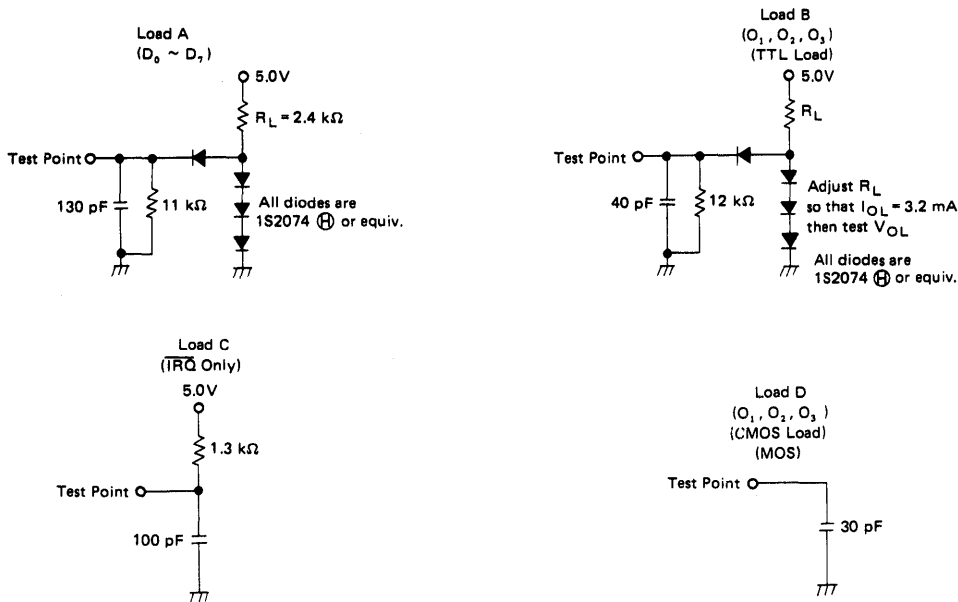 Load A
(D₀ ~ D₇)
5.0V
R_L = 2.4 kΩ
Test Point
130 pF
11 kΩ
All diodes are
1S2074 Ⓗ or equiv.
Load B
(O₁, O₂, O₃)
(TTL Load)
5.0V
R_L
Test Point
40 pF
12 kΩ
Adjust R_L
so that I_OL = 3.2 mA
then test V_OL
All diodes are
1S2074 Ⓗ or equiv.
Load C
(I̅R̅Q̅ Only)
5.0V
1.3 kΩ
Test Point
100 pF
Load D
(O₁, O₂, O₃ )
(CMOS Load)
(MOS)
Test Point
30 pF